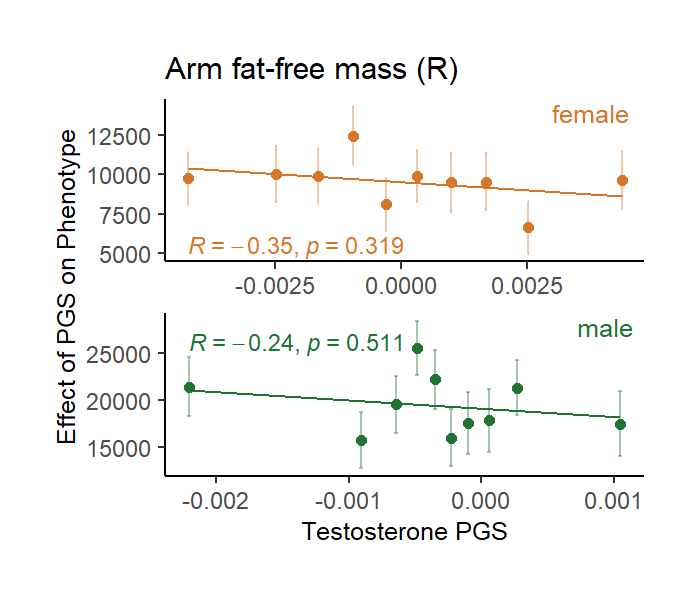 Arm fat-free mass (R)
Effect of PGS on Phenotype
female
12500
10000
7500
5000
R = −0.35, p = 0.319
-0.0025 0.0000 0.0025
male
R = −0.24, p = 0.511
25000
20000
15000
-0.002 -0.001 0.000 0.001
Testosterone PGS